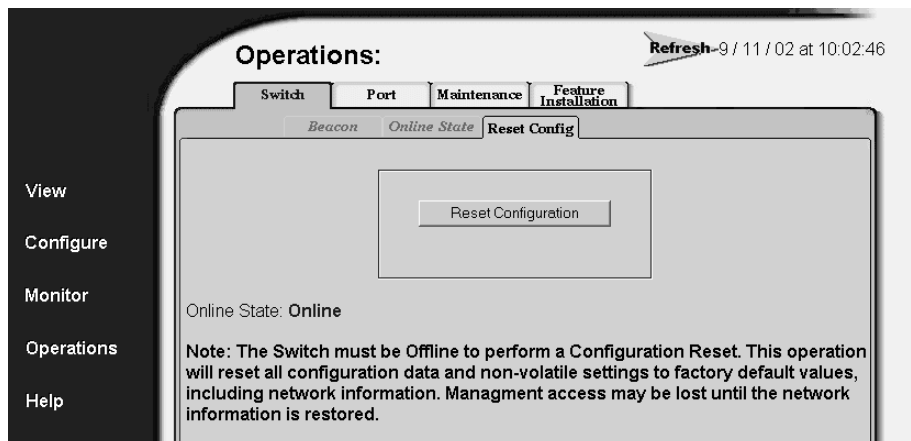 Operations:
Refresh-9 / 11 / 02 at 10:02:46
Switch Port Maintenance Feature Installation
Beacon Online State Reset Config
Reset Configuration
View
Configure
Monitor
Operations
Help
Online State: Online
Note: The Switch must be Offline to perform a Configuration Reset. This operation
will reset all configuration data and non-volatile settings to factory default values,
including network information. Managment access may be lost until the network
information is restored.